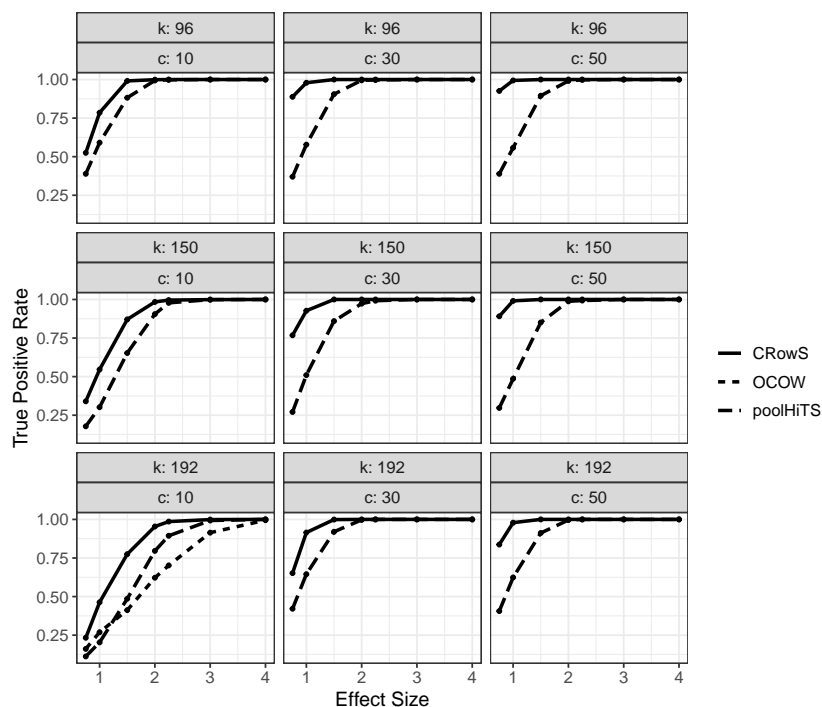 k: 96
k: 96
k: 96
c: 10
c: 30
c: 50
1.00
0.75
0.50
0.25
k: 150
k: 150
k: 150
c: 10
c: 30
c: 50
1.00
0.75
0.50
0.25
k: 192
k: 192
k: 192
c: 10
c: 30
c: 50
1.00
0.75
0.50
0.25
1 2 3 4
1 2 3 4
1 2 3 4
Effect Size
True Positive Rate
CRowS
OCOW
poolHiTS